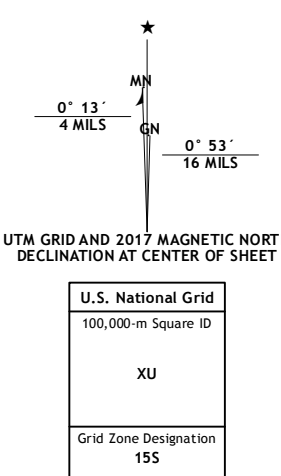 ★
MN
0° 13´
4 MILS
GN
0° 53´
16 MILS
UTM GRID AND 2017 MAGNETIC NORT
DECLINATION AT CENTER OF SHEET
U.S. National Grid
100,000-m Square ID
XU
Grid Zone Designation
15S